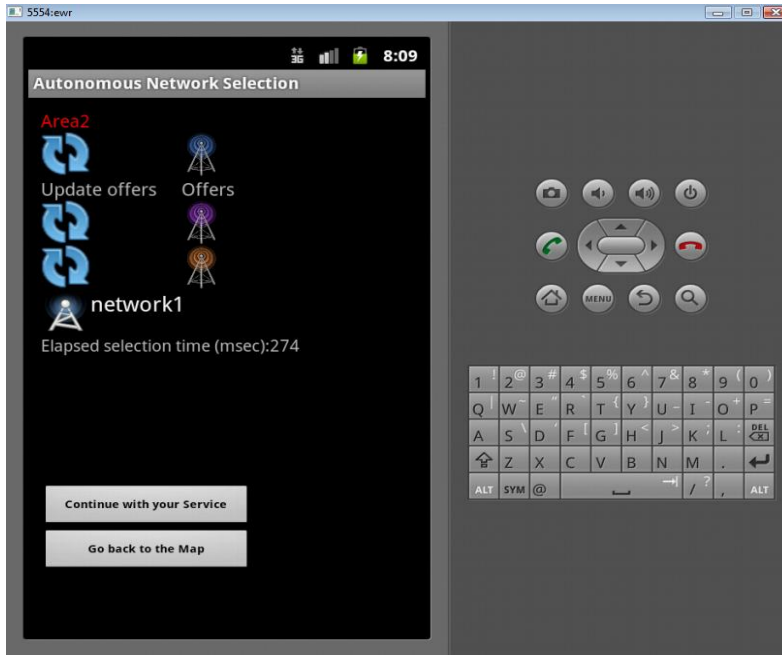 5554:ewr
3G 8:09
Autonomous Network Selection
Area2
Update offers Offers
network1
Elapsed selection time (msec):274
Continue with your Service
Go back to the Map
MENU
1 ! 2 @ 3 # 4 $ 5 % 6 ^ 7 & 8 * 9 ( 0 )
Q | W ~ E " R ` T { Y } U _ I - O + P =
A S \ D ' F [ G ] H < J > K ; L : DEL
Z X C V B N M .
ALT SYM @ / ? , ALT